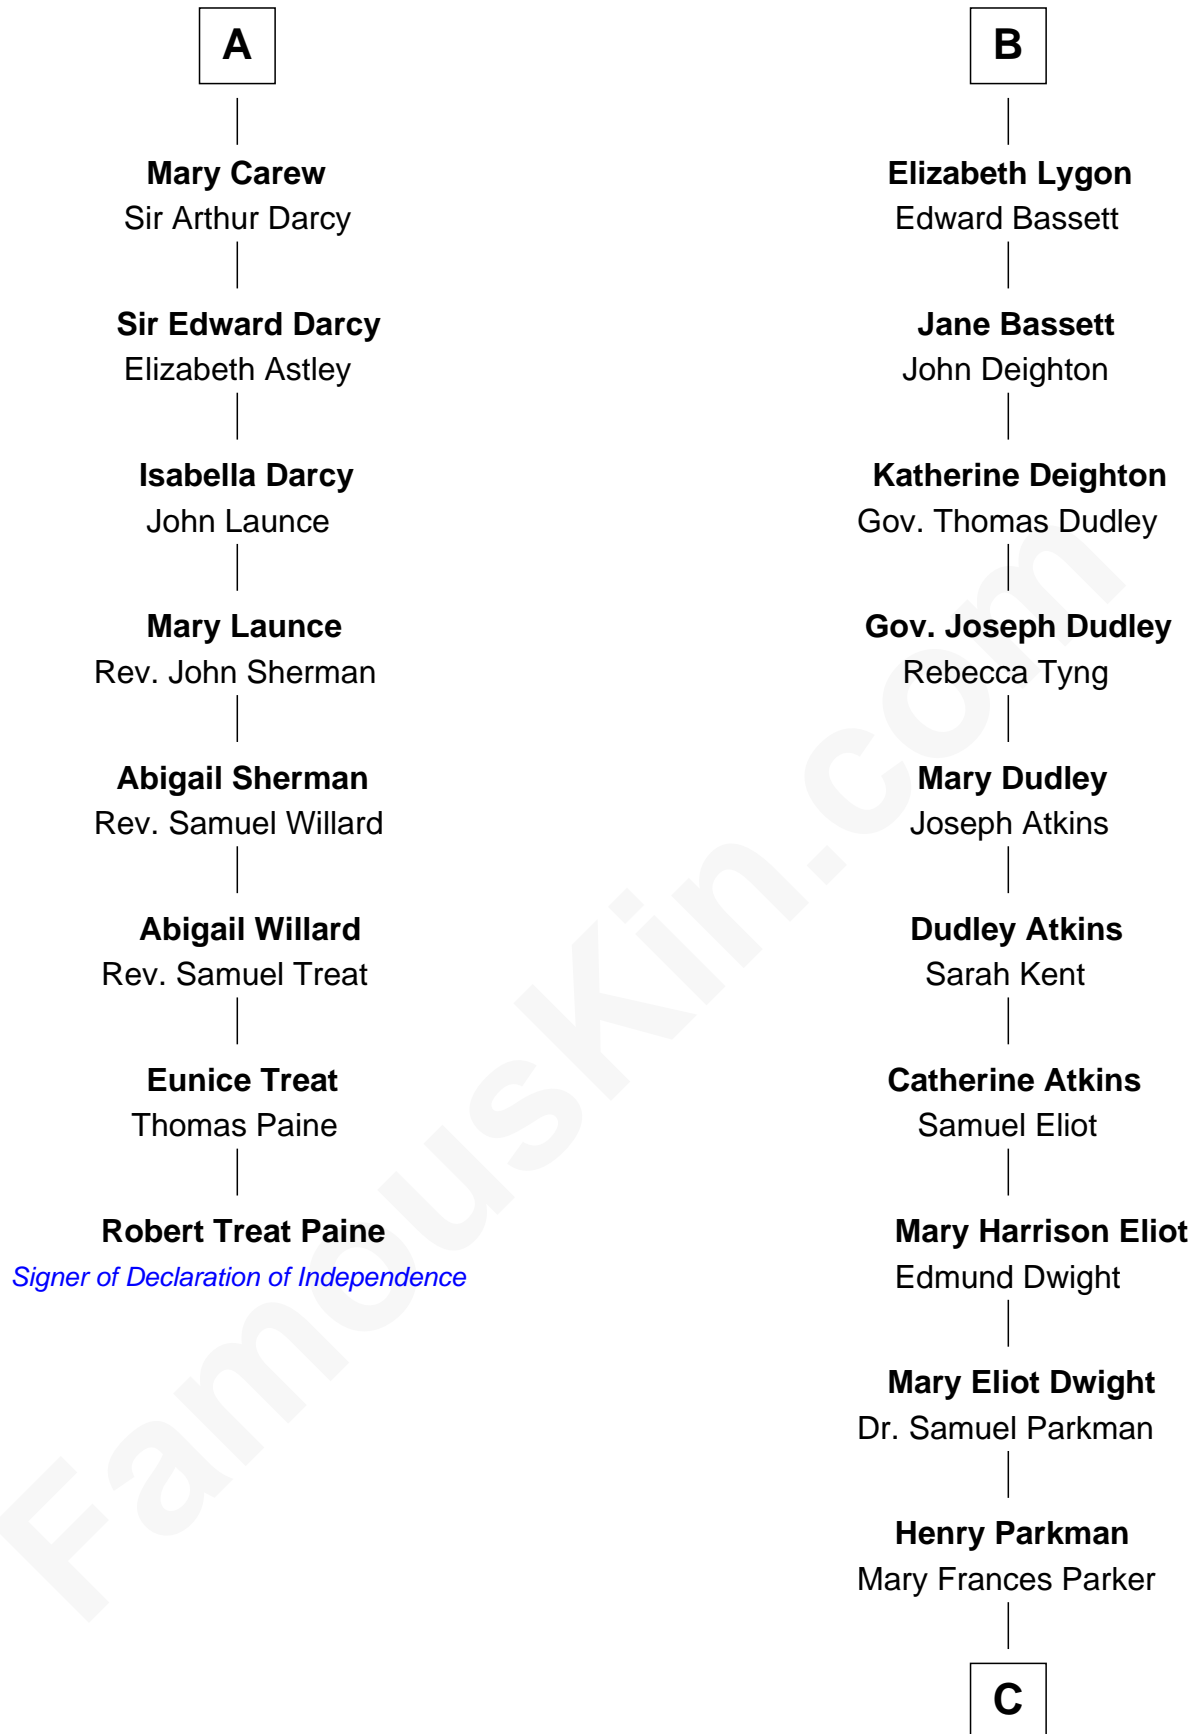 A
Mary Carew
Sir Arthur Darcy
Sir Edward Darcy
Elizabeth Astley
Isabella Darcy
John Launce
Mary Launce
Rev. John Sherman
Abigail Sherman
Rev. Samuel Willard
Abigail Willard
Rev. Samuel Treat
Eunice Treat
Thomas Paine
Robert Treat Paine
Signer of Declaration of Independence
B
Elizabeth Lygon
Edward Bassett
Jane Bassett
John Deighton
Katherine Deighton
Gov. Thomas Dudley
Gov. Joseph Dudley
Rebecca Tyng
Mary Dudley
Joseph Atkins
Dudley Atkins
Sarah Kent
Catherine Atkins
Samuel Eliot
Mary Harrison Eliot
Edmund Dwight
Mary Eliot Dwight
Dr. Samuel Parkman
Henry Parkman
Mary Frances Parker
C
FamousKin.com